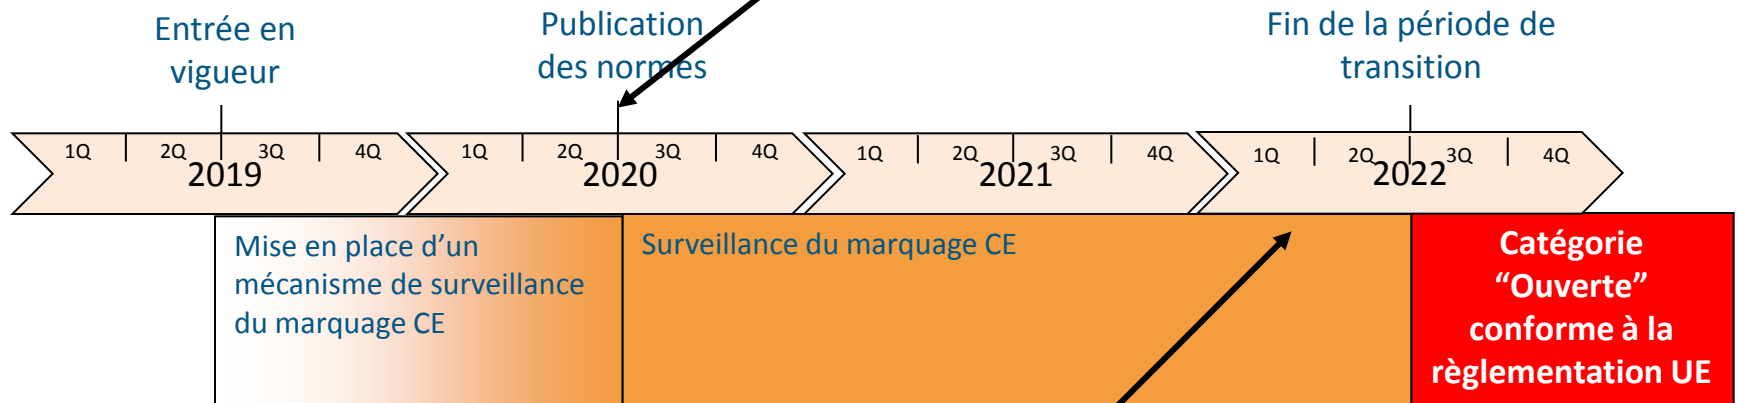 Entrée en
vigueur
Publication
des normes
Fin de la période de
transition
1Q 2Q 3Q 4Q
2019
1Q 2Q 3Q 4Q
2020
1Q 2Q 3Q 4Q
2021
1Q 2Q 3Q 4Q
2022
Mise en place d’un
mécanisme de surveillance
du marquage CE
Surveillance du marquage CE
Catégorie
“Ouverte”
conforme à la
règlementation UE